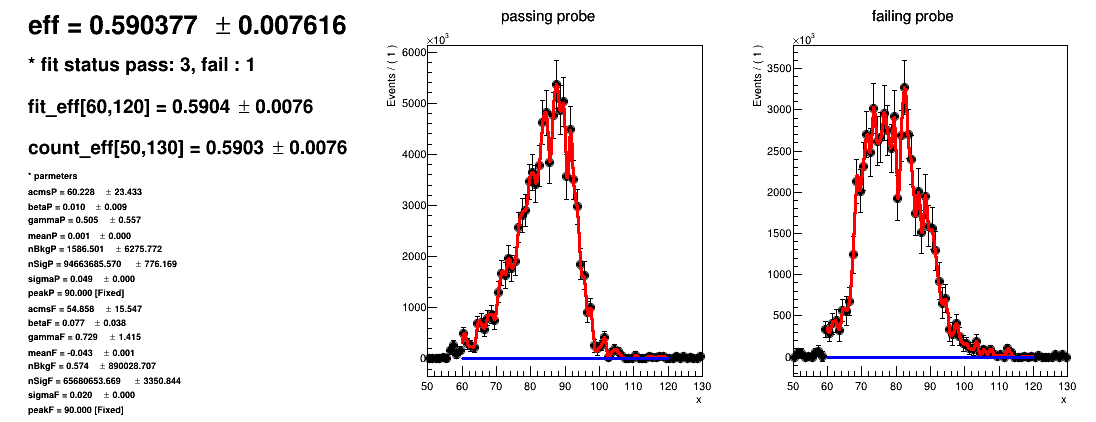 eff = 0.590377 ± 0.007616
* fit status pass: 3, fail : 1
fit_eff[60,120] = 0.5904 ± 0.0076
count_eff[50,130] = 0.5903 ± 0.0076
* parmeters
acmsP = 60.228 ± 23.433
betaP = 0.010 ± 0.009
gammaP = 0.505 ± 0.557
meanP = 0.001 ± 0.000
nBkgP = 1586.501 ± 6275.772
nSigP = 94663685.570 ± 776.169
sigmaP = 0.049 ± 0.000
peakP = 90.000 [Fixed]
acmsF = 54.858 ± 15.547
betaF = 0.077 ± 0.038
gammaF = 0.729 ± 1.415
meanF = -0.043 ± 0.001
nBkgF = 0.574 ± 890028.707
nSigF = 65680653.669 ± 3350.844
sigmaF = 0.020 ± 0.000
peakF = 90.000 [Fixed]
passing probe
×10³
Events / ( 1 )
6000
5000
4000
3000
2000
1000
0
50 60 70 80 90 100 110 120 130
x
failing probe
×10³
Events / ( 1 )
3500
3000
2500
2000
1500
1000
500
0
50 60 70 80 90 100 110 120 130
x